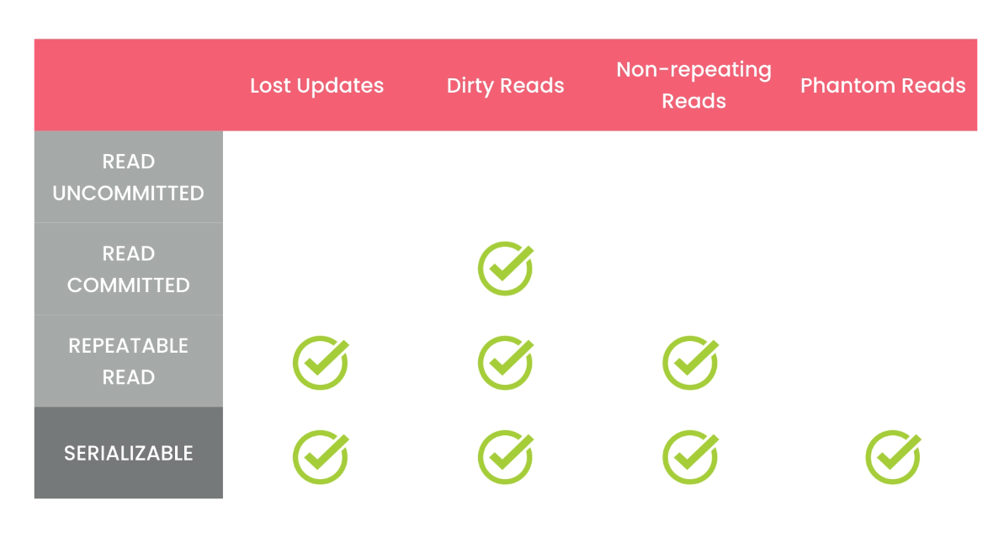 Lost Updates
Dirty Reads
Non-repeating
Reads
Phantom Reads
READ
UNCOMMITTED
READ
COMMITTED
REPEATABLE
READ
SERIALIZABLE